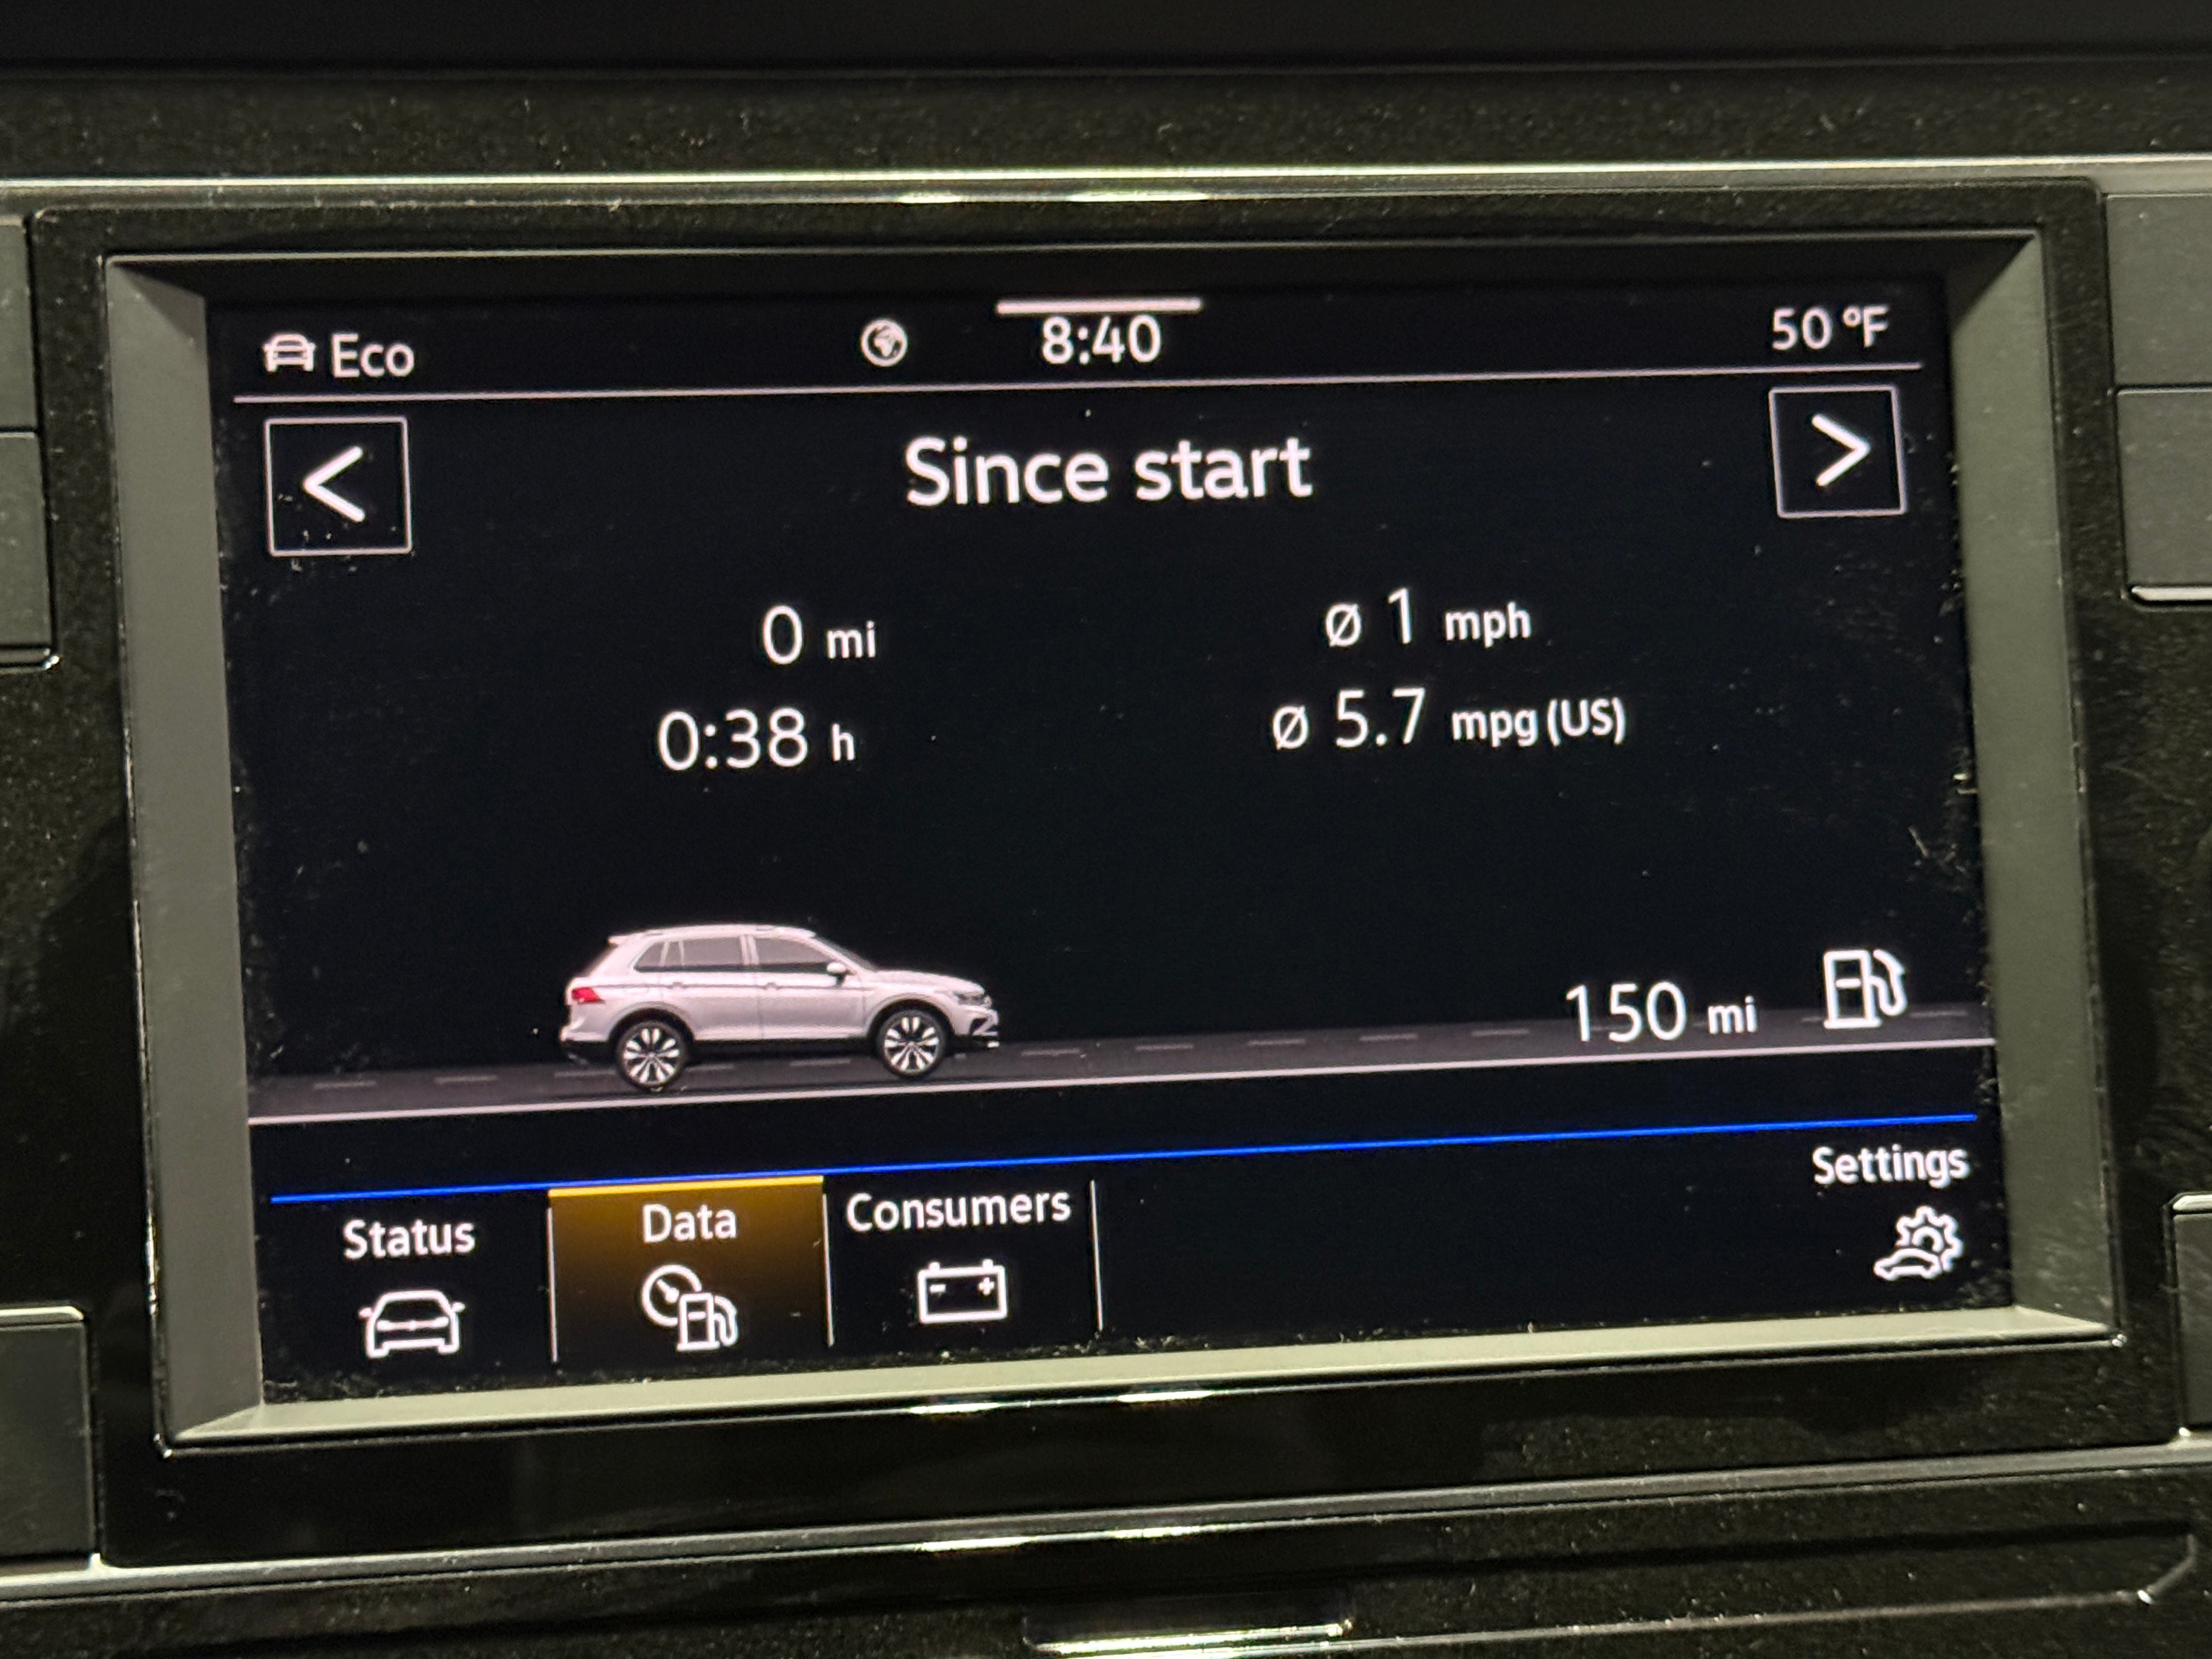 Eco
8:40
50 °F
Since start
0 mi
ø 1 mph
0:38 h
ø 5.7 mpg (US)
150 mi
Status
Data
Consumers
Settings